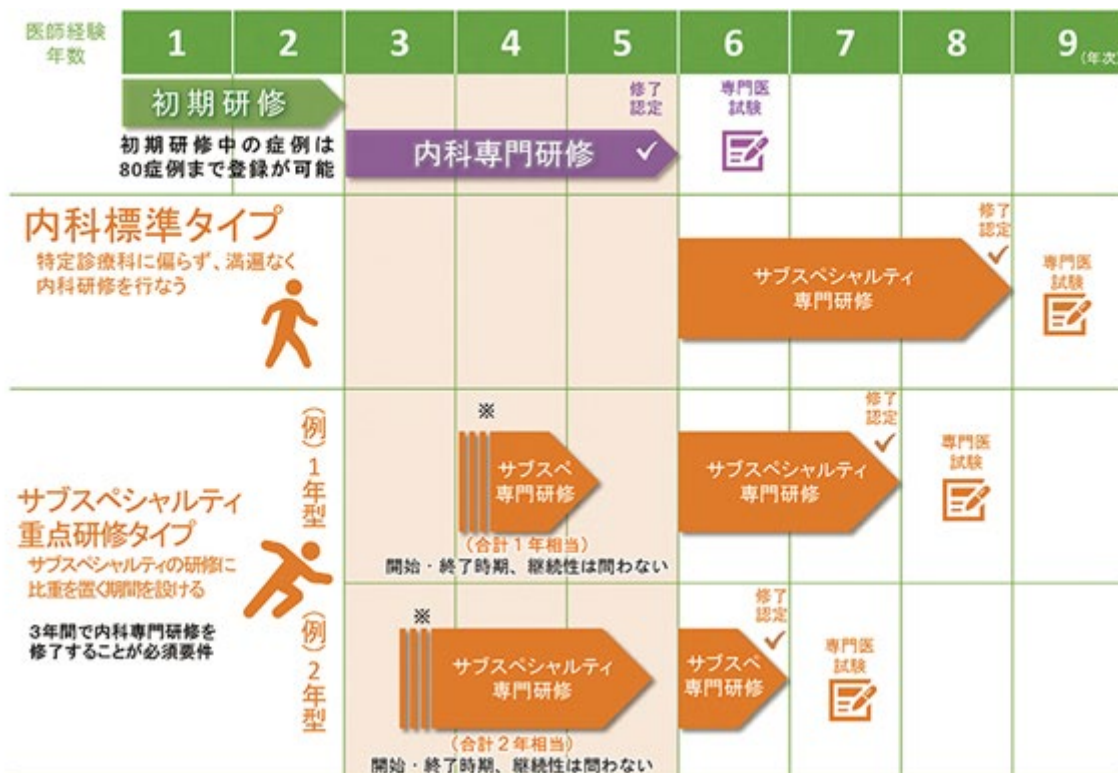 医師経験
年数
1 2 3 4 5 6 7 8 9(年次)
初期研修
初期研修中の症例は
80症例まで登録が可能
内科専門研修
修了
認定
専門医
試験
内科標準タイプ
特定診療科に偏らず、満遍なく
内科研修を行なう
サブスペシャルティ
専門研修
修了
認定
専門医
試験
サブスペシャルティ
重点研修タイプ
サブスペシャルティの研修に
比重を置く期間を設ける
3年間で内科専門研修を
修了することが必須要件
(例)1年型
※
サブスペ
専門研修
(合計1年相当)
開始・終了時期、継続性は問わない
サブスペシャルティ
専門研修
修了
認定
専門医
試験
(例)2年型
※
サブスペシャルティ
専門研修
(合計2年相当)
開始・終了時期、継続性は問わない
サブスペ
専門研修
修了
認定
専門医
試験